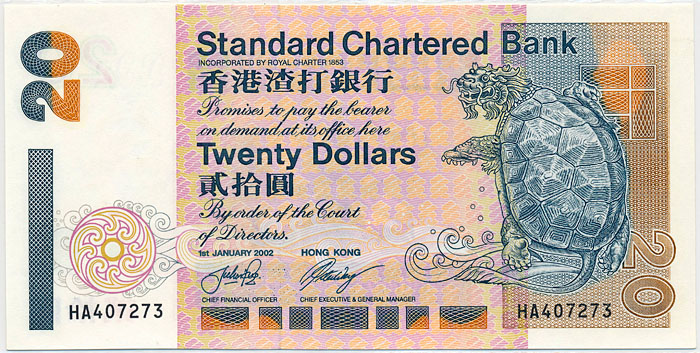 20
Standard Chartered Bank
INCORPORATED BY ROYAL CHARTER 1853
香港渣打銀行
Promises to pay the bearer
on demand at its office here
Twenty Dollars
貳拾圓
By order of the Court
of Directors.
1st JANUARY 2002 HONG KONG
CHIEF FINANCIAL OFFICER CHIEF EXECUTIVE & GENERAL MANAGER
HA407273
HA407273
20